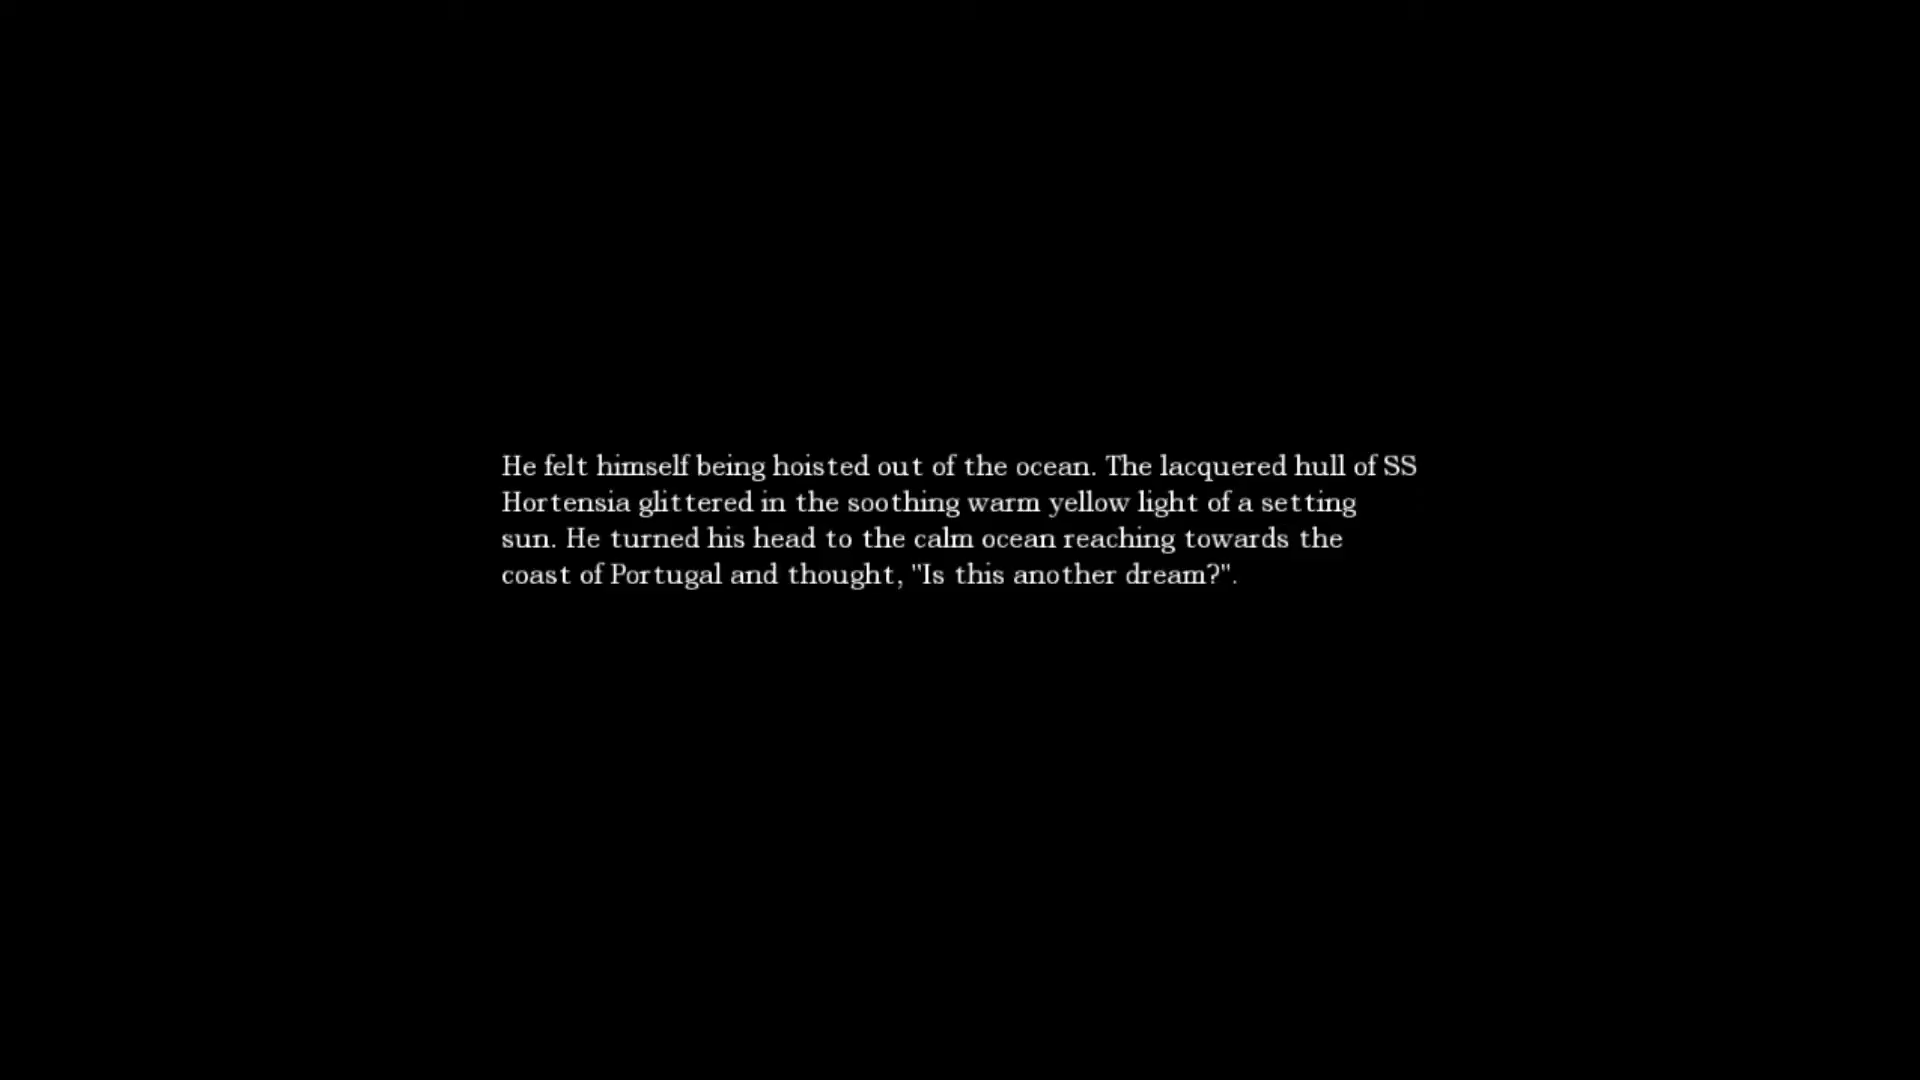 He felt himself being hoisted out of the ocean. The lacquered hull of SS
Hortensia glittered in the soothing warm yellow light of a setting
sun. He turned his head to the calm ocean reaching towards the
coast of Portugal and thought, "Is this another dream?".